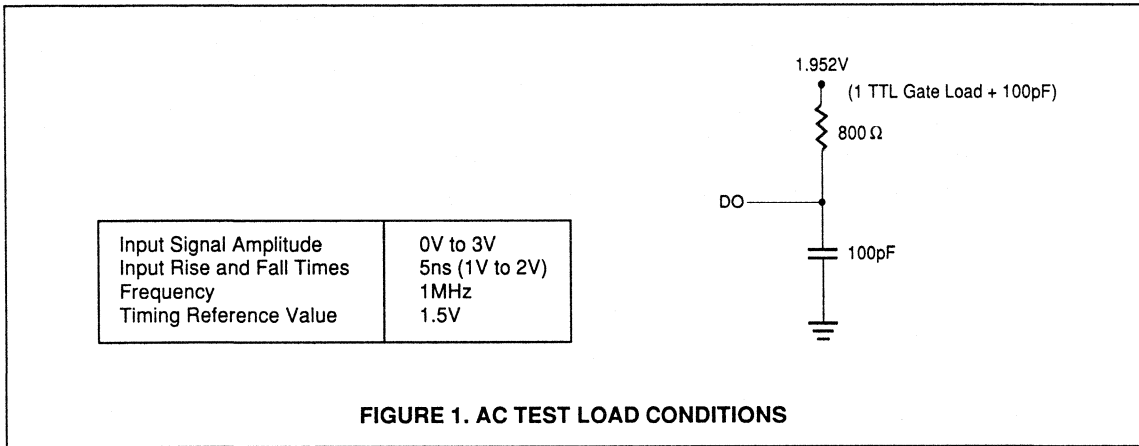 1.952V
(1 TTL Gate Load + 100pF)
800 Ω
DO
100pF
Input Signal Amplitude 0V to 3V
Input Rise and Fall Times 5ns (1V to 2V)
Frequency 1MHz
Timing Reference Value 1.5V
FIGURE 1. AC TEST LOAD CONDITIONS